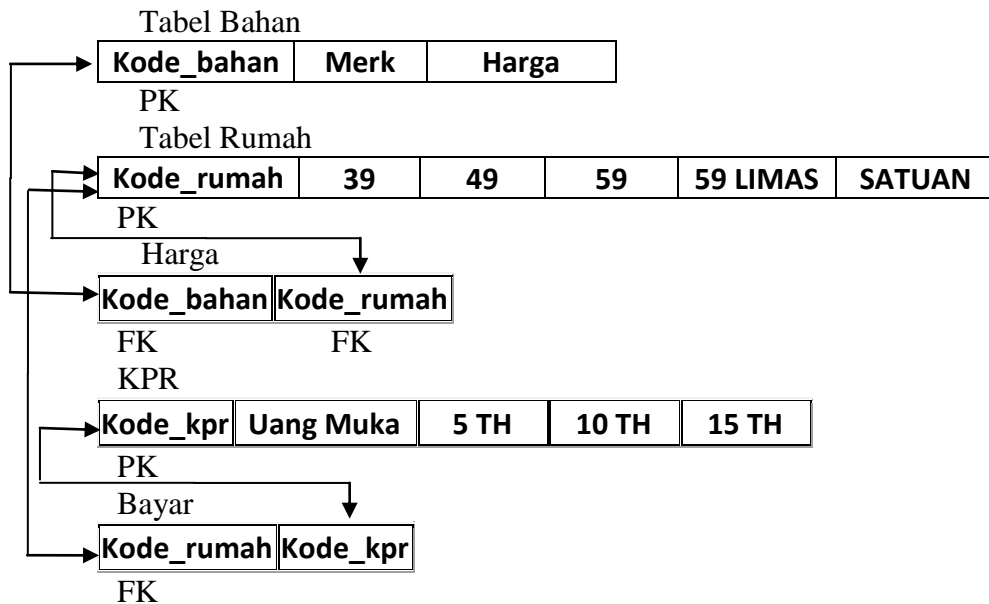 Tabel Bahan
Kode_bahan Merk Harga
PK
Tabel Rumah
Kode_rumah 39 49 59 59 LIMAS SATUAN
PK
Harga
Kode_bahan Kode_rumah
FK FK
KPR
Kode_kpr Uang Muka 5 TH 10 TH 15 TH
PK
Bayar
Kode_rumah Kode_kpr
FK